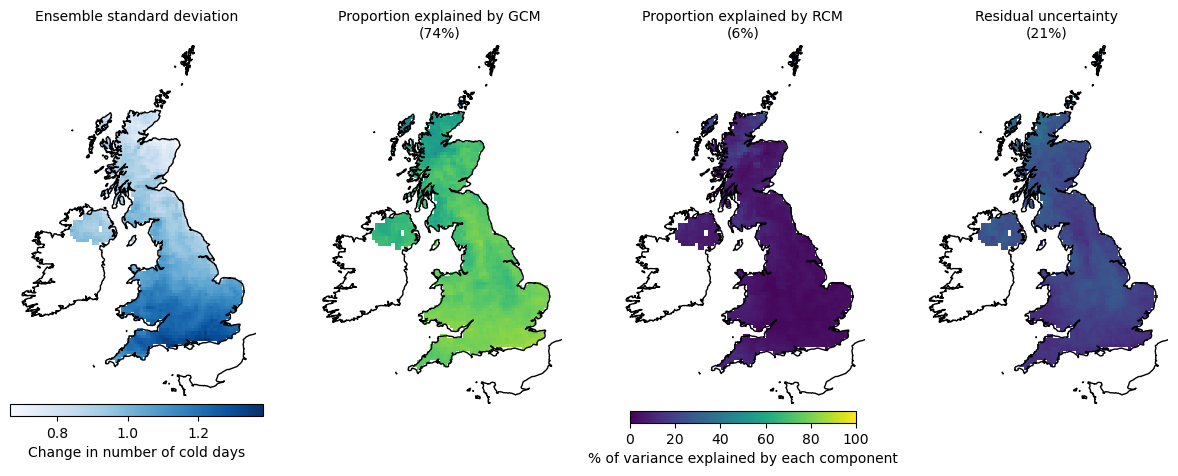 Ensemble standard deviation
Proportion explained by GCM
(74%)
Proportion explained by RCM
(6%)
Residual uncertainty
(21%)
0.8 1.0 1.2
Change in number of cold days
0 20 40 60 80 100
% of variance explained by each component